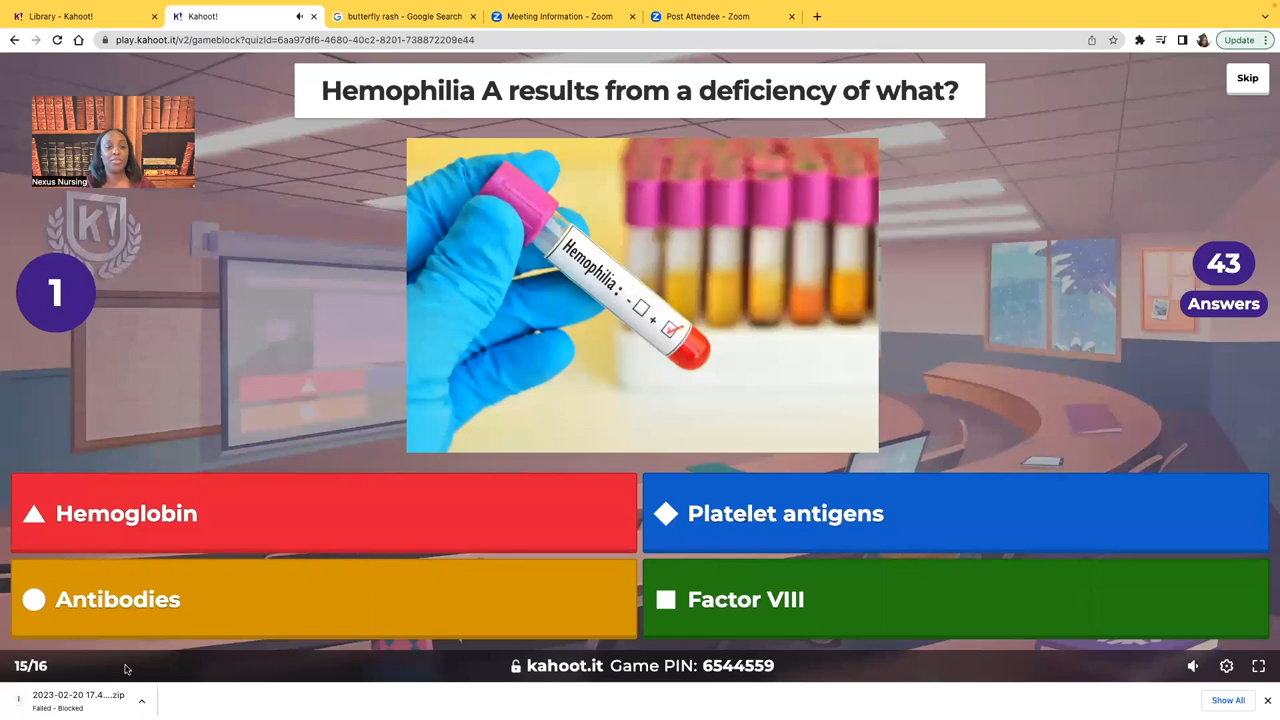 Library - Kahoot!
Kahoot!
butterfly rash - Google Search
Meeting Information - Zoom
Post Attendee - Zoom
play.kahoot.it/v2/gameblock?quizId=6aa97df6-4680-40c2-8201-738872209e44
Update
Hemophilia A results from a deficiency of what?
Skip
Nexus Nursing
K!
1
Hemophilia :
- +
43
Answers
Hemoglobin
Platelet antigens
Antibodies
Factor VIII
15/16
kahoot.it Game PIN: 6544559
2023-02-20 17.4....zip
Failed - Blocked
Show All